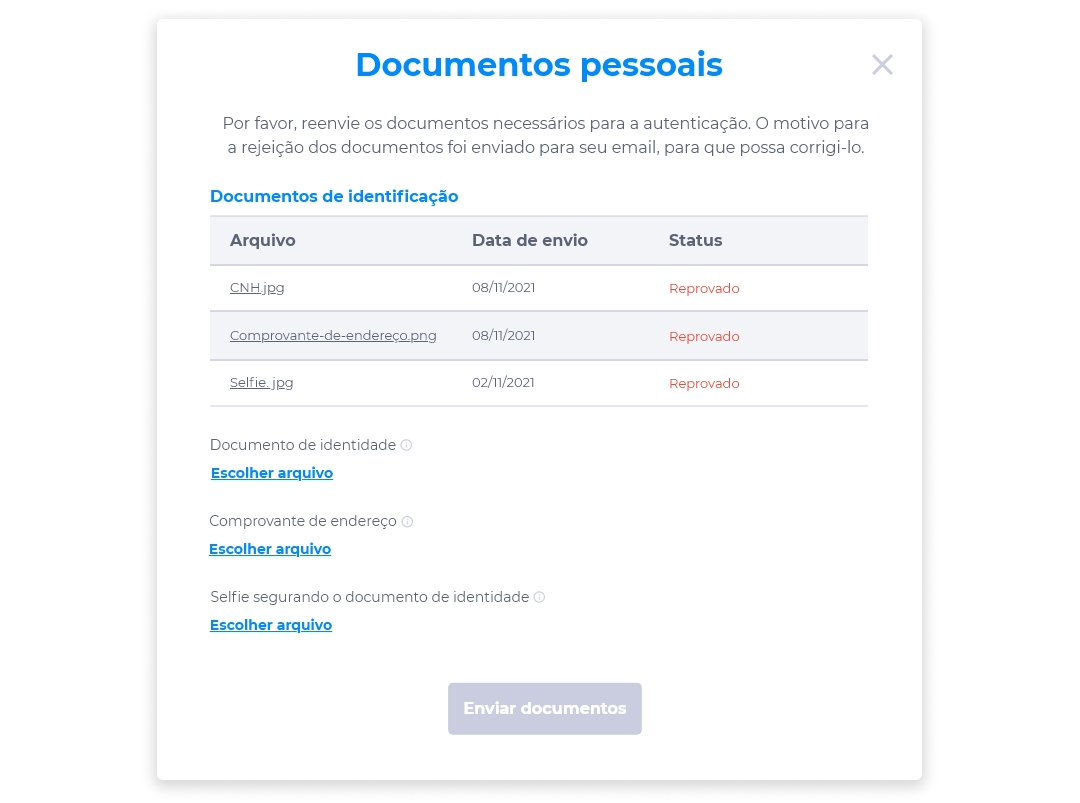 Documentos pessoais
Por favor, reenvie os documentos necessários para a autenticação. O motivo para
a rejeição dos documentos foi enviado para seu email, para que possa corrigi-lo.
Documentos de identificação
Arquivo Data de envio Status
CNH.jpg 08/11/2021 Reprovado
Comprovante-de-endereço.png 08/11/2021 Reprovado
Selfie. jpg 02/11/2021 Reprovado
Documento de identidade
Escolher arquivo
Comprovante de endereço
Escolher arquivo
Selfie segurando o documento de identidade
Escolher arquivo
Enviar documentos